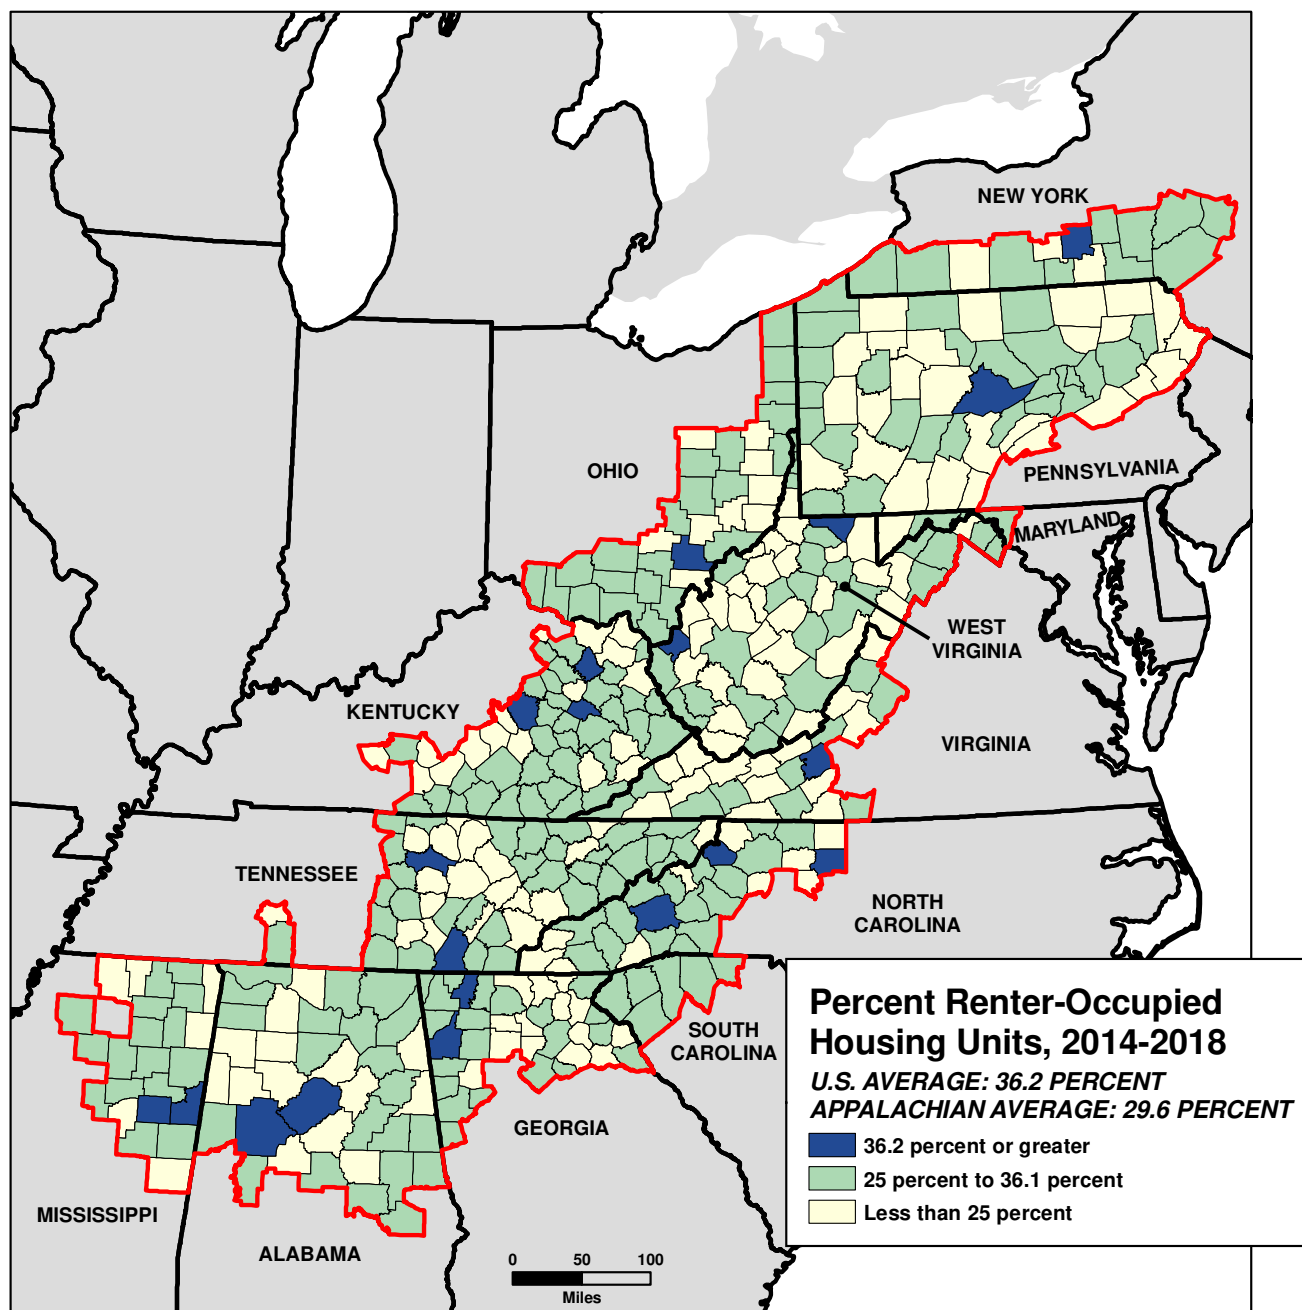 NEW YORK
OHIO
PENNSYLVANIA
MARYLAND
WEST
VIRGINIA
KENTUCKY
VIRGINIA
TENNESSEE
NORTH
CAROLINA
SOUTH
CAROLINA
GEORGIA
MISSISSIPPI
ALABAMA
Percent Renter-Occupied
Housing Units, 2014-2018
U.S. AVERAGE: 36.2 PERCENT
APPALACHIAN AVERAGE: 29.6 PERCENT
36.2 percent or greater
25 percent to 36.1 percent
Less than 25 percent
0 50 100
Miles